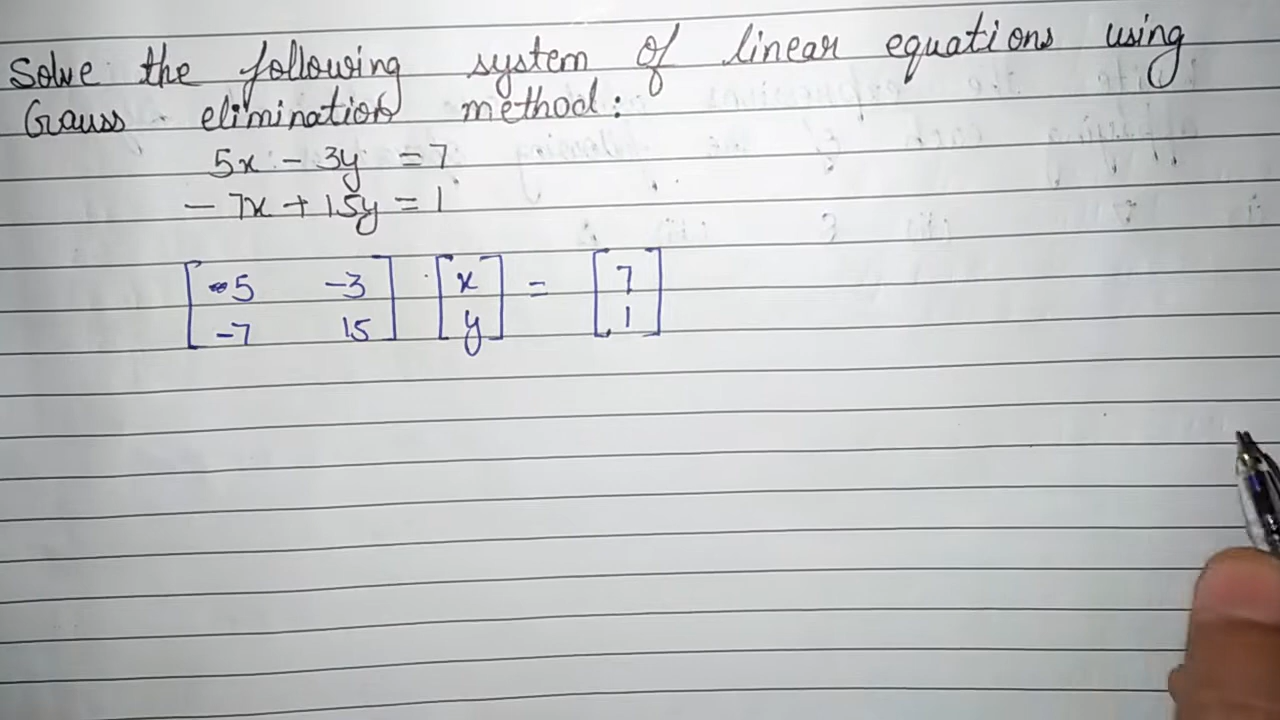 Solve the following system of linear equations using
Gauss elimination method:
5x - 3y = 7
- 7x + 15y = 1
[5 -3] [x] = [7]
[-7 15] [y] [1]